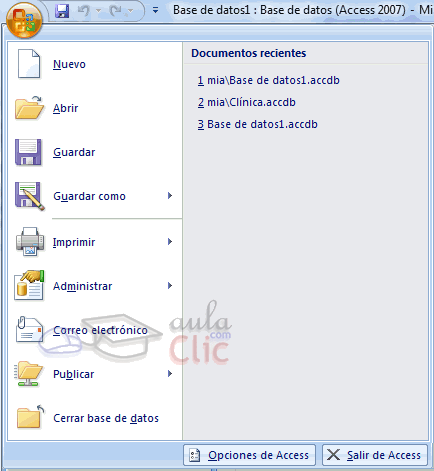 Base de datos1 : Base de datos (Access 2007) - Mi
Documentos recientes
Nuevo
1 mia\Base de datos1.accdb
Abrir
2 mia\Clínica.accdb
3 Base de datos1.accdb
Guardar
Guardar como
Imprimir
Administrar
Correo electrónico
aula
.com
Clic
Publicar
Cerrar base de datos
Opciones de Access
Salir de Access